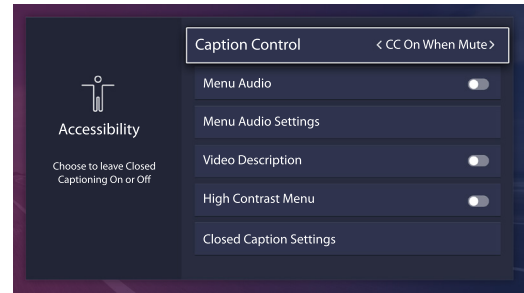 Accessibility
Choose to leave Closed
Captioning On or Off
Caption Control < CC On When Mute >
Menu Audio
Menu Audio Settings
Video Description
High Contrast Menu
Closed Caption Settings